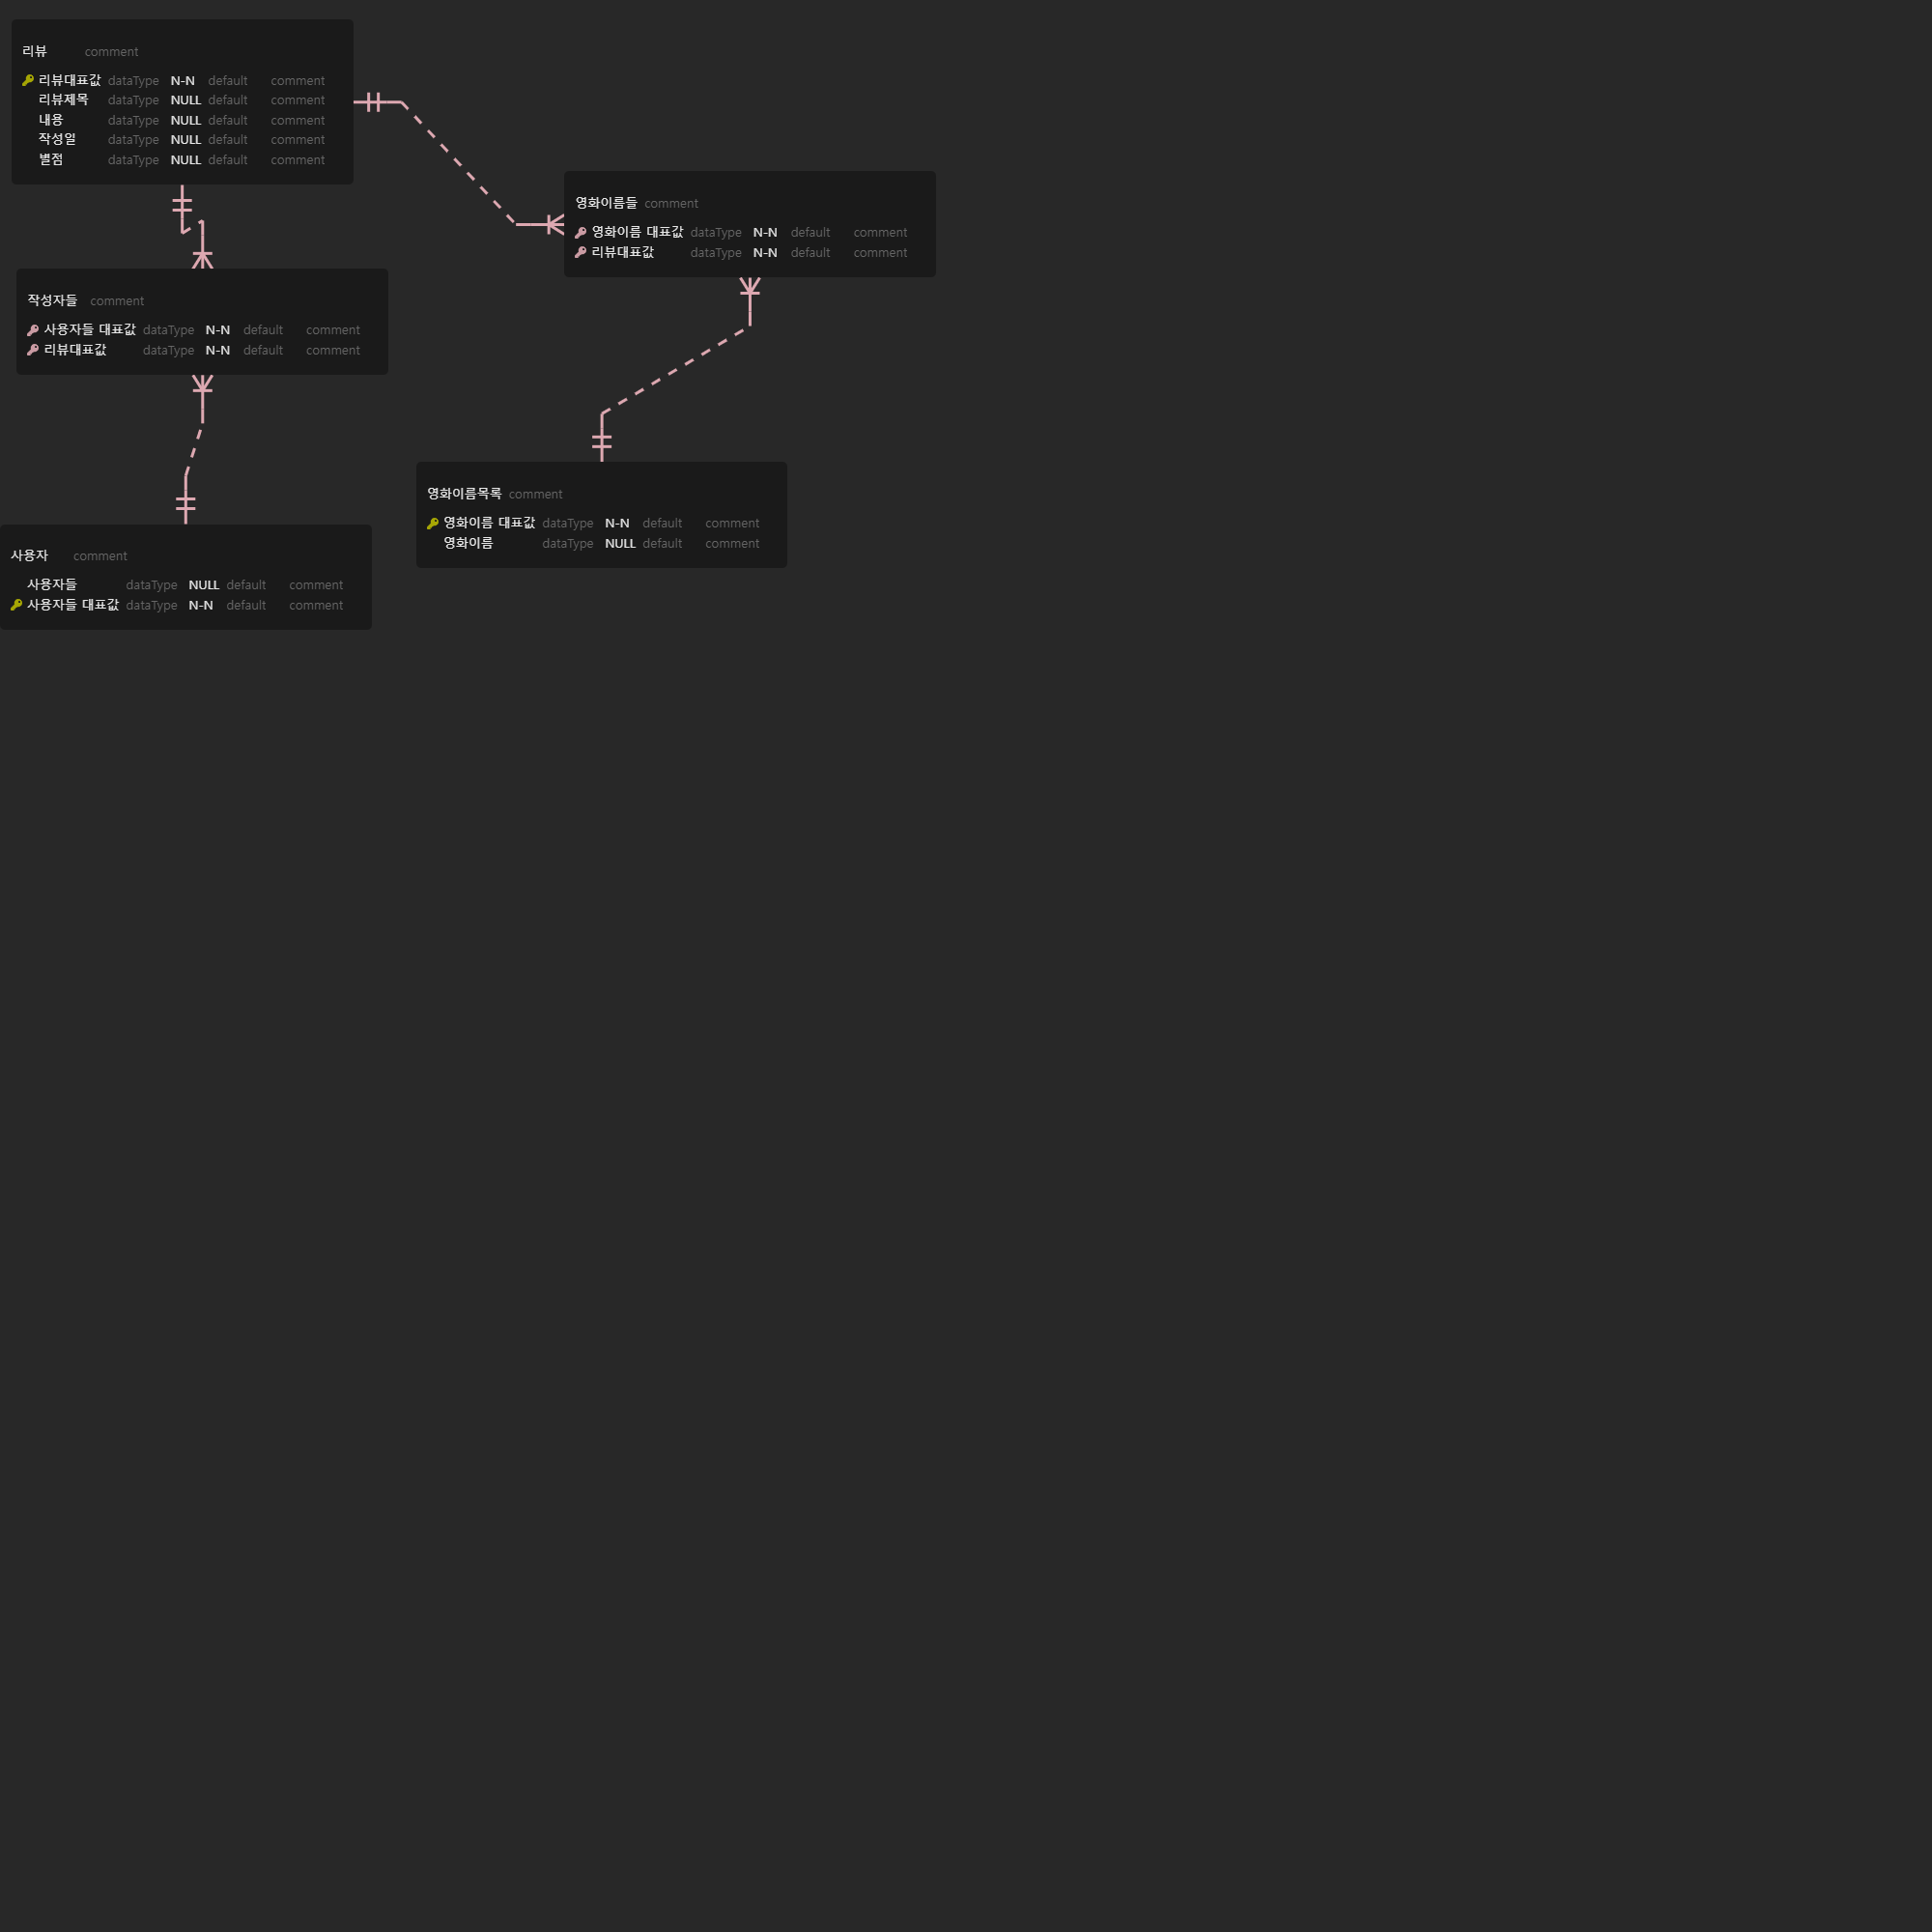 리뷰 comment
리뷰대표값 dataType N-N default comment
리뷰제목 dataType NULL default comment
내용 dataType NULL default comment
작성일 dataType NULL default comment
별점 dataType NULL default comment
영화이름들 comment
영화이름 대표값 dataType N-N default comment
리뷰대표값 dataType N-N default comment
작성자들 comment
사용자들 대표값 dataType N-N default comment
리뷰대표값 dataType N-N default comment
영화이름목록 comment
영화이름 대표값 dataType N-N default comment
영화이름 dataType NULL default comment
사용자 comment
사용자들 dataType NULL default comment
사용자들 대표값 dataType N-N default comment